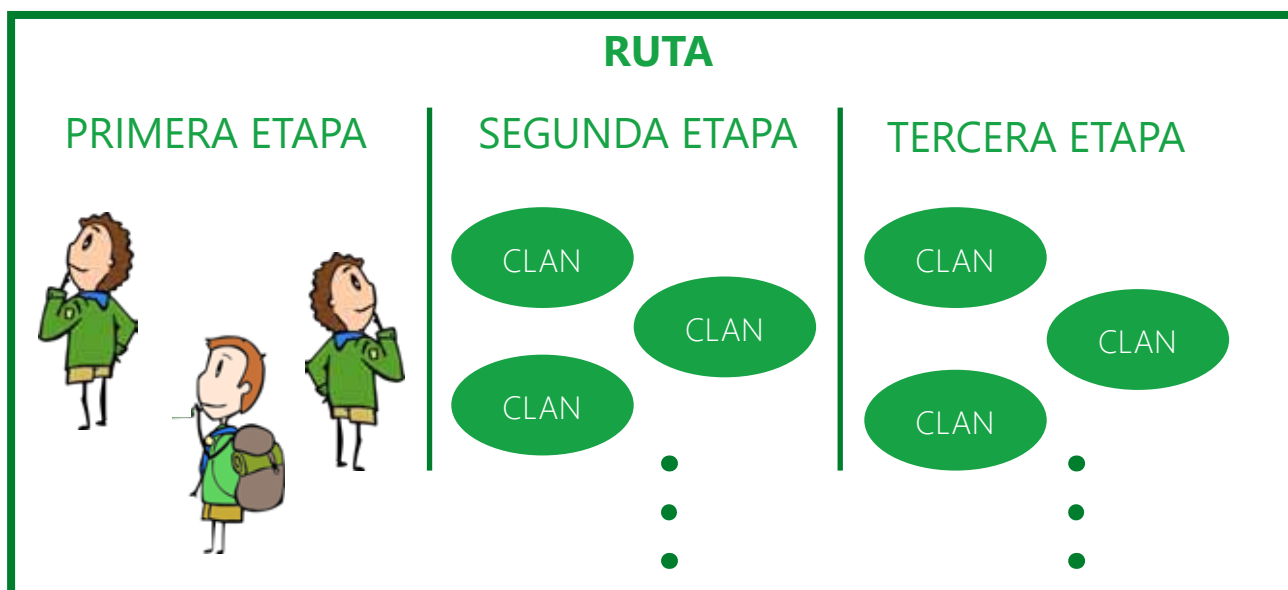 RUTA
PRIMERA ETAPA
SEGUNDA ETAPA
TERCERA ETAPA
CLAN
CLAN
CLAN
CLAN
CLAN
CLAN